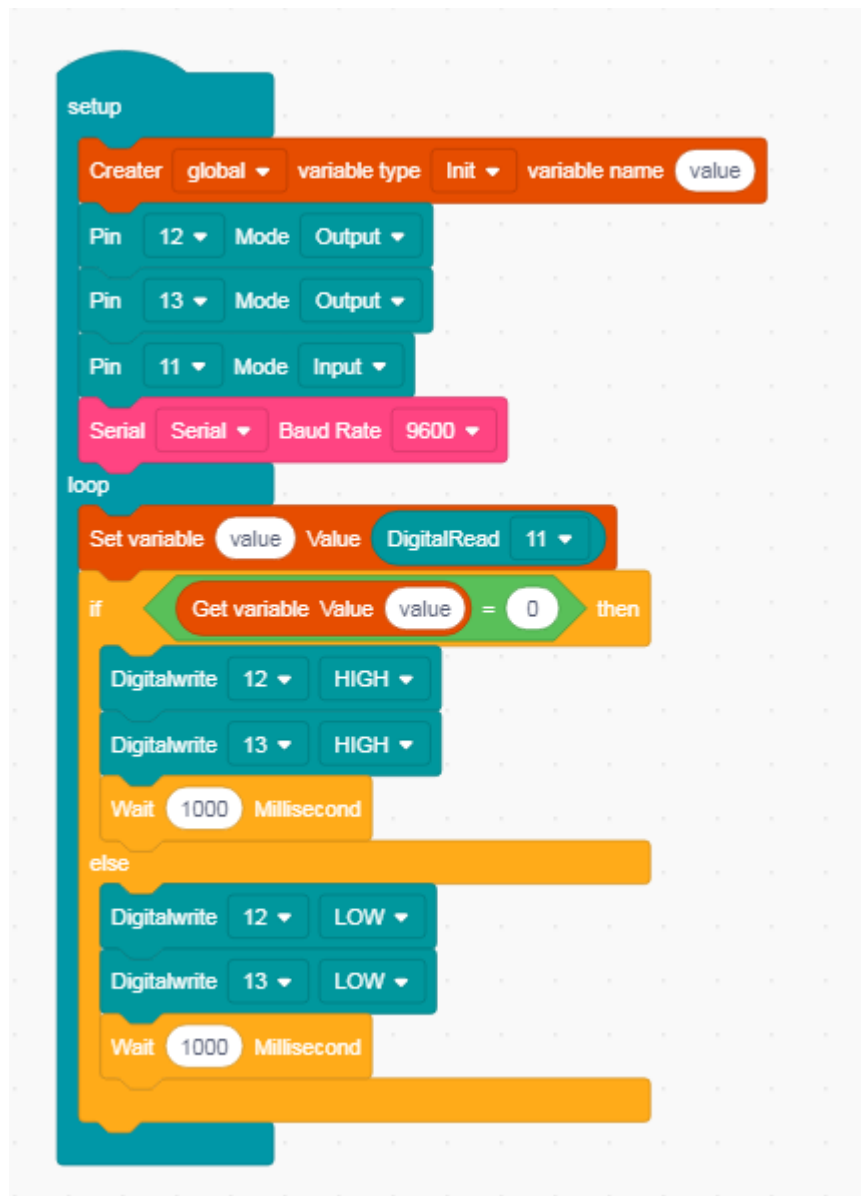 setup
Creater global variable type Init variable name value
Pin 12 Mode Output
Pin 13 Mode Output
Pin 11 Mode Input
Serial Serial Baud Rate 9600
loop
Set variable value Value DigitalRead 11
if Get variable Value value = 0 then
Digitalwrite 12 HIGH
Digitalwrite 13 HIGH
Wait 1000 Millisecond
else
Digitalwrite 12 LOW
Digitalwrite 13 LOW
Wait 1000 Millisecond